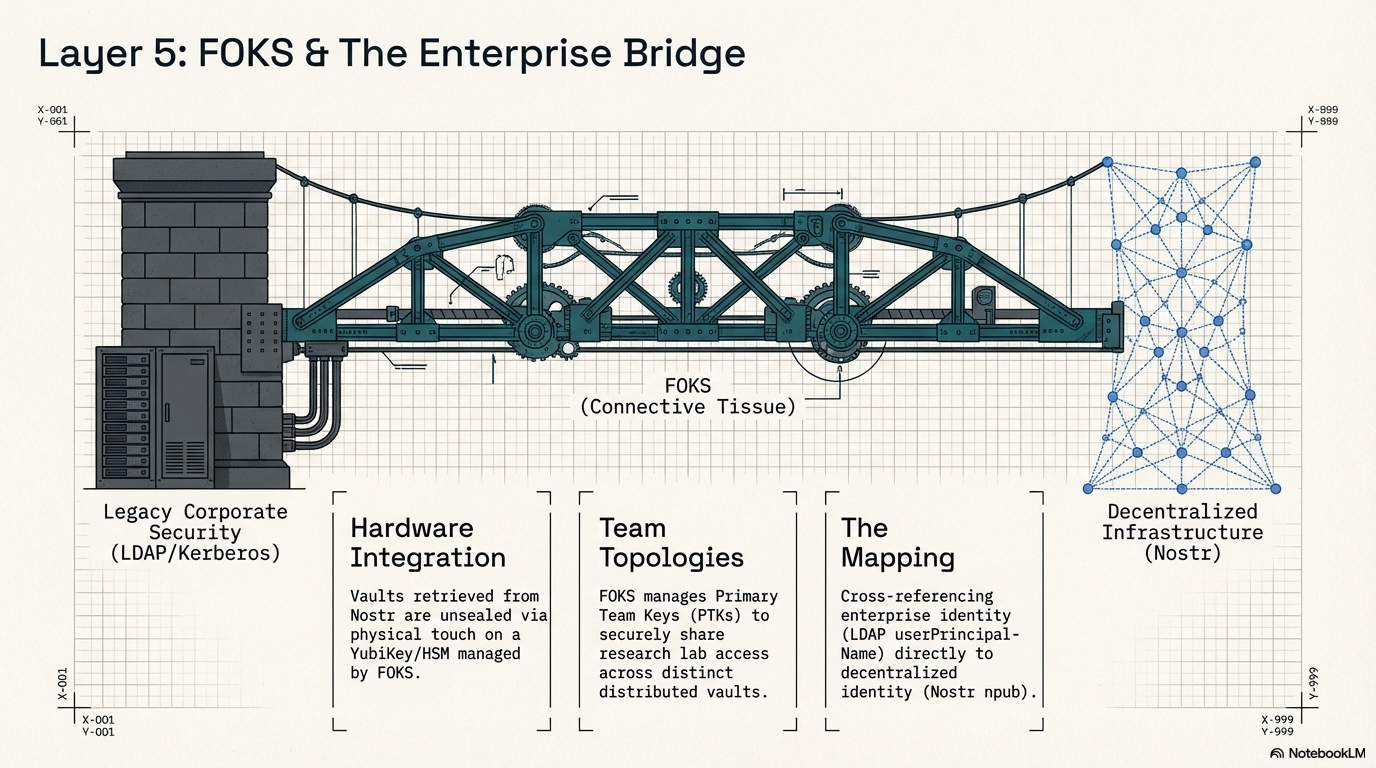 Layer 5: FOKS & The Enterprise Bridge
X-001
Y-661
X-999
Y-999
FOKS
(Connective Tissue)
Legacy Corporate
Security
(LDAP/Kerberos)
Decentralized
Infrastructure
(Nostr)
Hardware
Integration
Vaults retrieved from
Nostr are unsealed via
physical touch on a
YubiKey/HSM managed
by FOKS.
Team
Topologies
FOKS manages Primary
Team Keys (PTKs) to
securely share
research lab access
across distinct
distributed vaults.
The
Mapping
Cross-referencing
enterprise identity
(LDAP userPrincipal-
Name) directly to
decentralized
identity (Nostr npub).
X-001
Y-999
X-001
Y-001
X-999
Y-999
NotebookLM